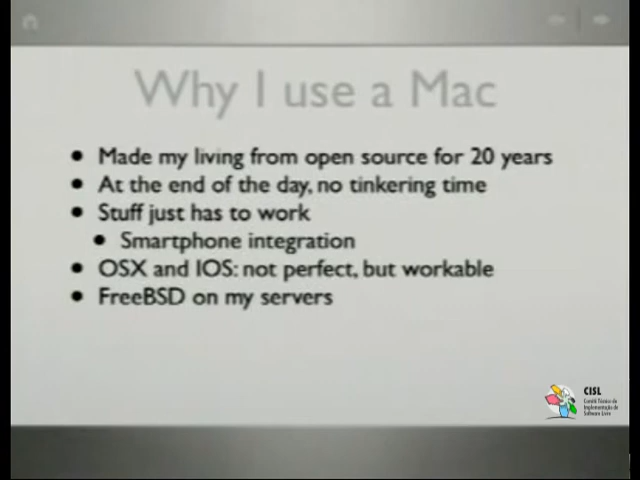 Why I use a Mac
Made my living from open source for 20 years
At the end of the day, no tinkering time
Stuff just has to work
Smartphone integration
OSX and IOS: not perfect, but workable
FreeBSD on my servers
CISL
Comitê Técnico de
Implementação de
Software Livre